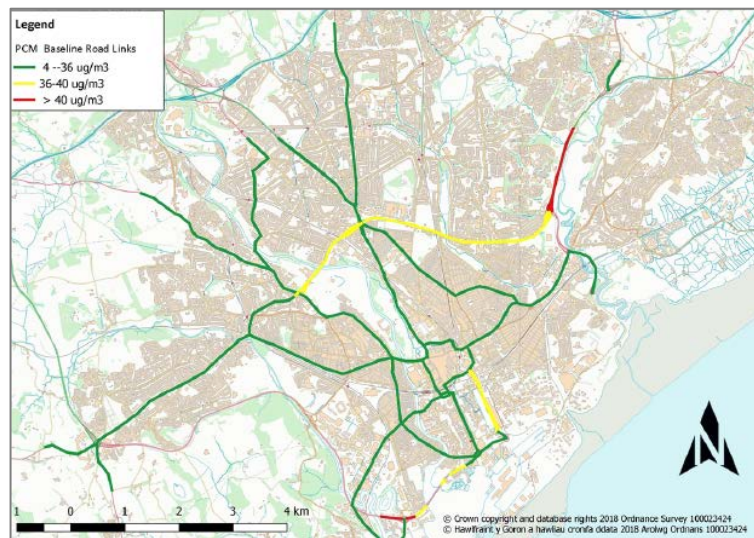 Legend
PCM Baseline Road Links
4 --36 ug/m3
36-40 ug/m3
> 40 ug/m3
N
1 0 1 2 3 4 km
© Crown copyright and database rights 2018 Ordnance Survey 100023424
© Hawlfraint y Goron a hawliau cronfa ddata 2018 Arolwg Ordnans 100023424